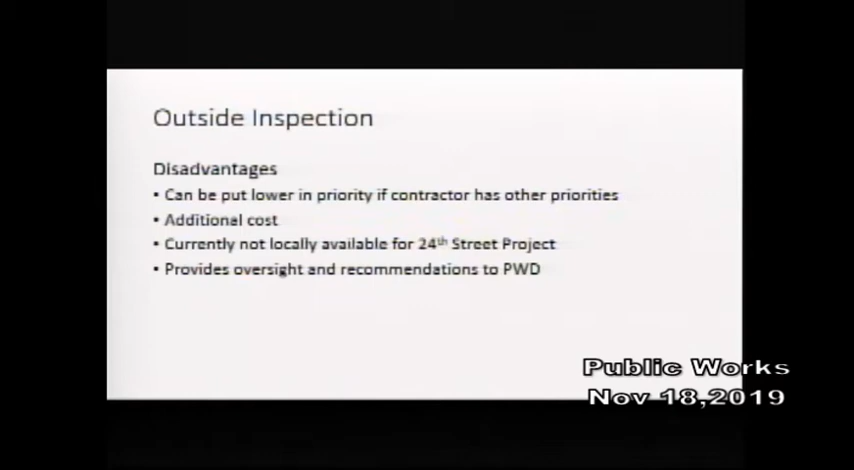 Outside Inspection
Disadvantages
• Can be put lower in priority if contractor has other priorities
• Additional cost
• Currently not locally available for 24th Street Project
• Provides oversight and recommendations to PWD
Public Works
Nov 18,2019